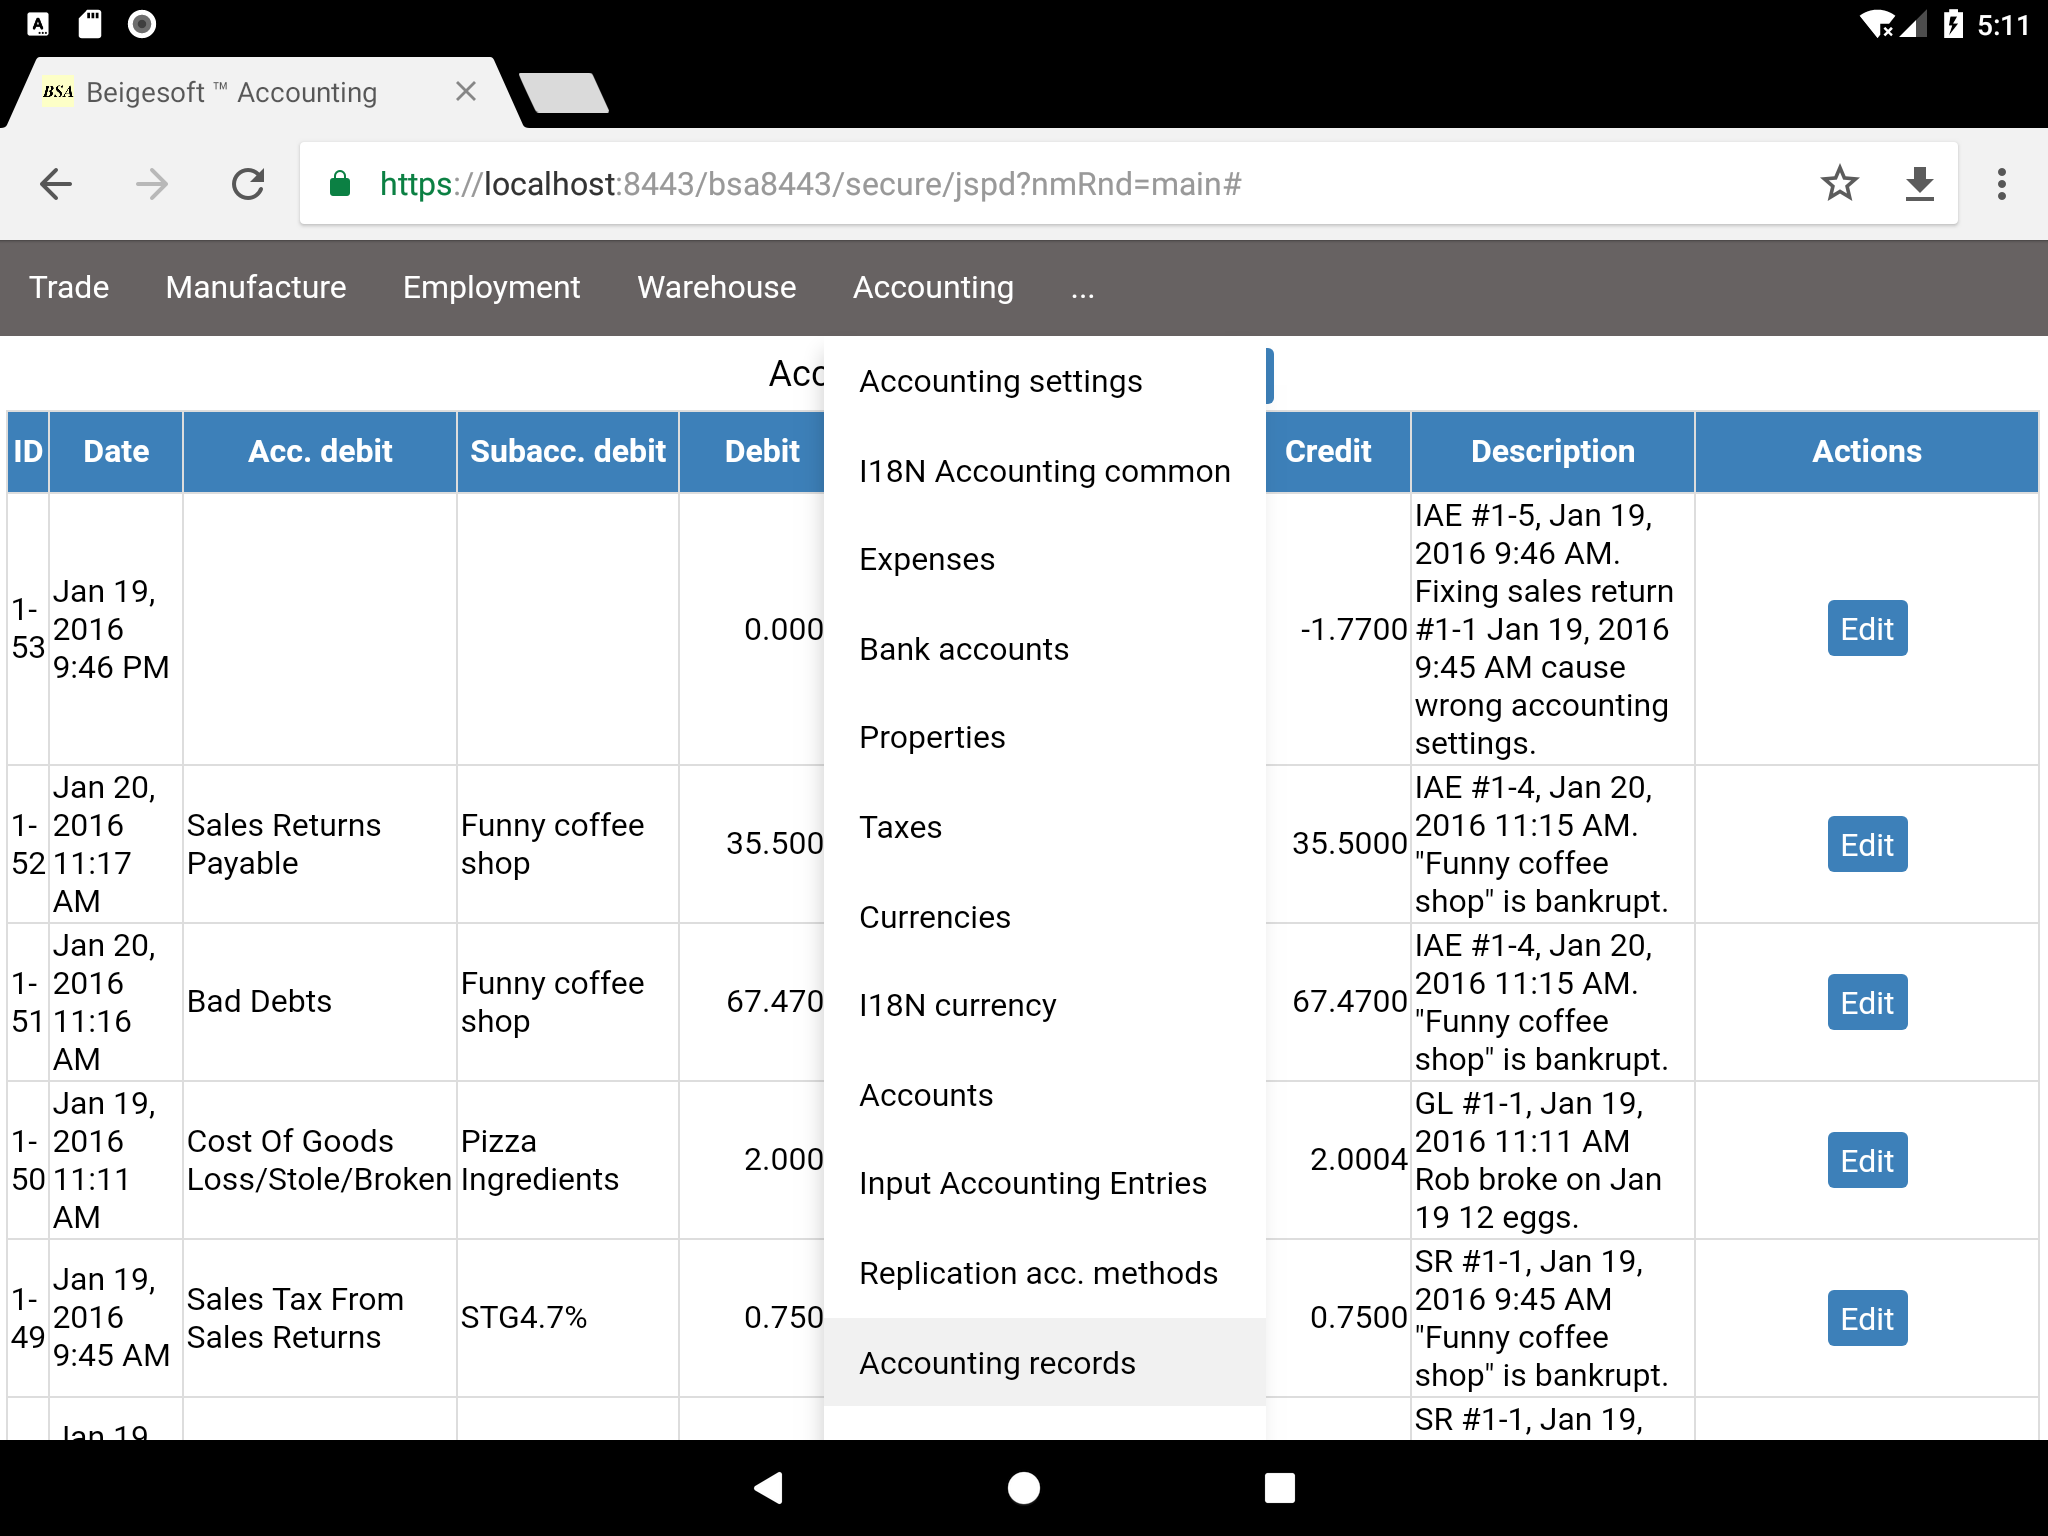 5:11
BSA Beigesoft ™ Accounting
https://localhost:8443/bsa8443/secure/jspd?nmRnd=main#
Trade Manufacture Employment Warehouse Accounting ...
Acc
ID Date Acc. debit Subacc. debit Debit Credit Description Actions
1-
53
Jan 19,
2016
9:46 PM
0.000
-1.7700
IAE #1-5, Jan 19,
2016 9:46 AM.
Fixing sales return
#1-1 Jan 19, 2016
9:45 AM cause
wrong accounting
settings.
Edit
1-
52
Jan 20,
2016
11:17
AM
Sales Returns
Payable
Funny coffee
shop
35.500
35.5000
IAE #1-4, Jan 20,
2016 11:15 AM.
"Funny coffee
shop" is bankrupt.
Edit
1-
51
Jan 20,
2016
11:16
AM
Bad Debts
Funny coffee
shop
67.470
67.4700
IAE #1-4, Jan 20,
2016 11:15 AM.
"Funny coffee
shop" is bankrupt.
Edit
1-
50
Jan 19,
2016
11:11
AM
Cost Of Goods
Loss/Stole/Broken
Pizza
Ingredients
2.000
2.0004
GL #1-1, Jan 19,
2016 11:11 AM
Rob broke on Jan
19 12 eggs.
Edit
1-
49
Jan 19,
2016
9:45 AM
Sales Tax From
Sales Returns
STG4.7%
0.750
0.7500
SR #1-1, Jan 19,
2016 9:45 AM
"Funny coffee
shop" is bankrupt.
Edit
Jan 19
SR #1-1, Jan 19,
Accounting settings
I18N Accounting common
Expenses
Bank accounts
Properties
Taxes
Currencies
I18N currency
Accounts
Input Accounting Entries
Replication acc. methods
Accounting records